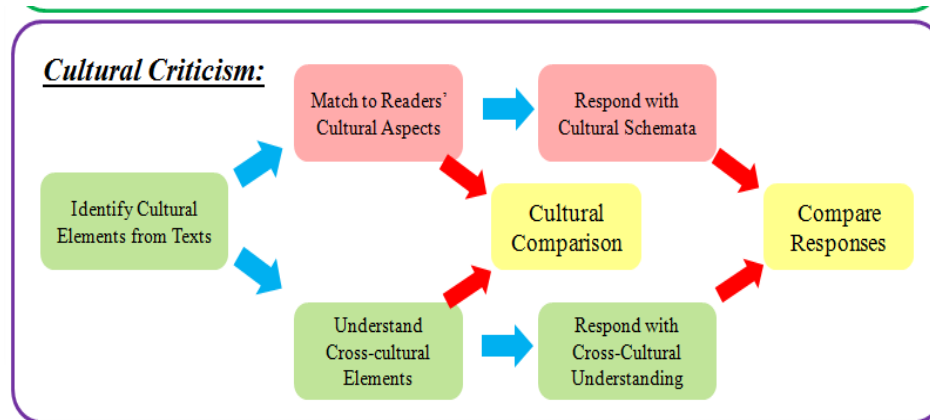 Cultural Criticism:
Match to Readers’
Cultural Aspects
Respond with
Cultural Schemata
Identify Cultural
Elements from Texts
Cultural
Comparison
Compare
Responses
Understand
Cross-cultural
Elements
Respond with
Cross-Cultural
Understanding